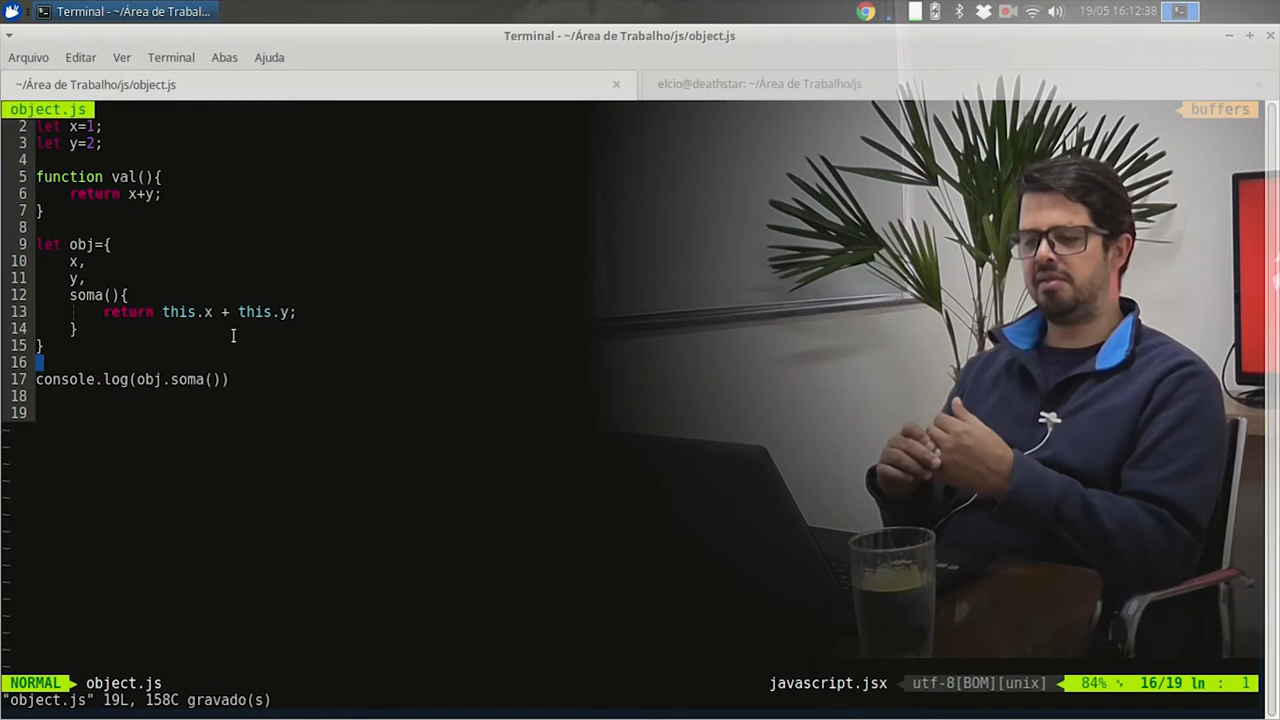 Terminal - ~/Área de Trabal...
19/05 16:12:38
Terminal - ~/Área de Trabalho/js/object.js
Arquivo Editar Ver Terminal Abas Ajuda
~/Área de Trabalho/js/object.js
elcio@deathstar: ~/Área de Trabalho/js
object.js
buffers
2 let x=1;
3 let y=2;
4
5 function val(){
6 return x+y;
7 }
8
9 let obj={
10 x,
11 y,
12 soma(){
13 return this.x + this.y;
14 }
15 }
16
17 console.log(obj.soma())
18
19
NORMAL object.js javascript.jsx utf-8[BOM][unix] 84% 16/19 ln : 1
"object.js" 19L, 158C gravado(s)